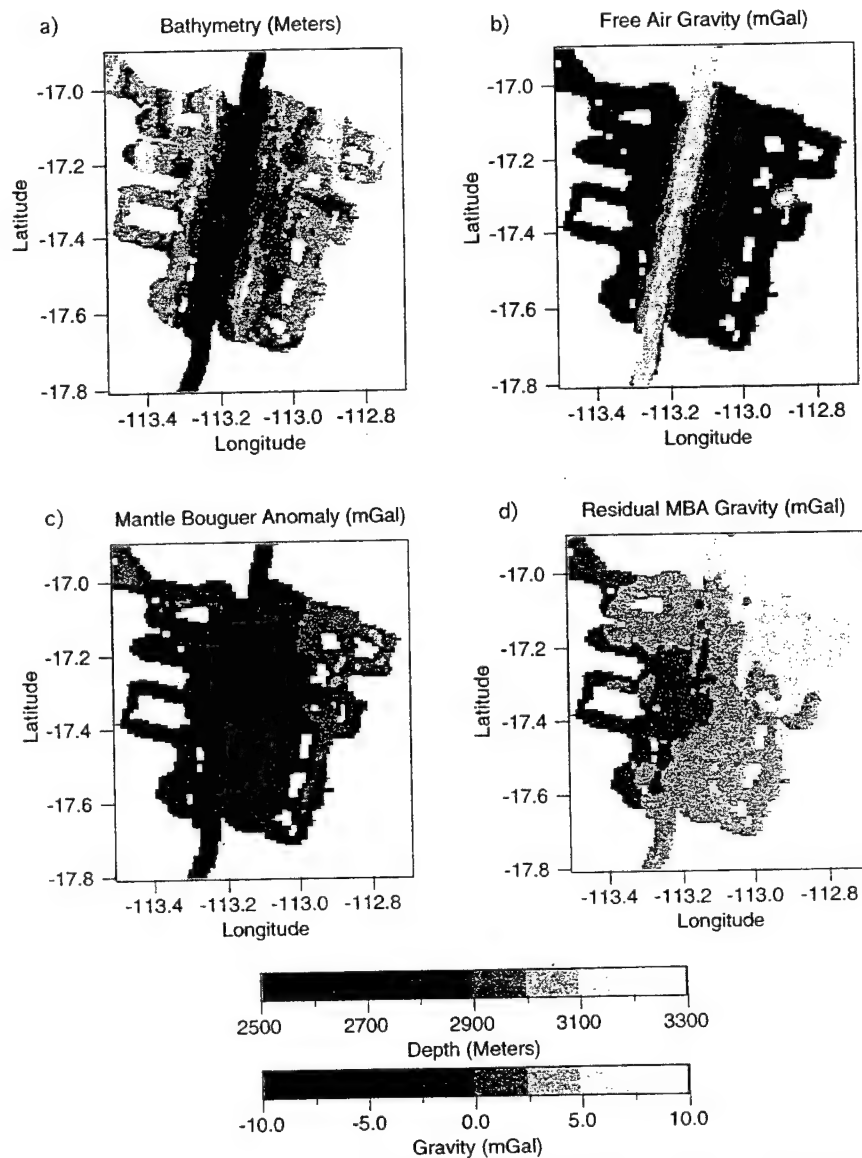 a) Bathymetry (Meters)
-17.0
-17.2
-17.4
-17.6
-17.8
Latitude
-113.4 -113.2 -113.0 -112.8
Longitude
b) Free Air Gravity (mGal)
-17.0
-17.2
-17.4
-17.6
-17.8
Latitude
-113.4 -113.2 -113.0 -112.8
Longitude
c) Mantle Bouguer Anomaly (mGal)
-17.0
-17.2
-17.4
-17.6
-17.8
Latitude
-113.4 -113.2 -113.0 -112.8
Longitude
d) Residual MBA Gravity (mGal)
-17.0
-17.2
-17.4
-17.6
-17.8
Latitude
-113.4 -113.2 -113.0 -112.8
Longitude
2500 2700 2900 3100 3300
Depth (Meters)
-10.0 -5.0 0.0 5.0 10.0
Gravity (mGal)